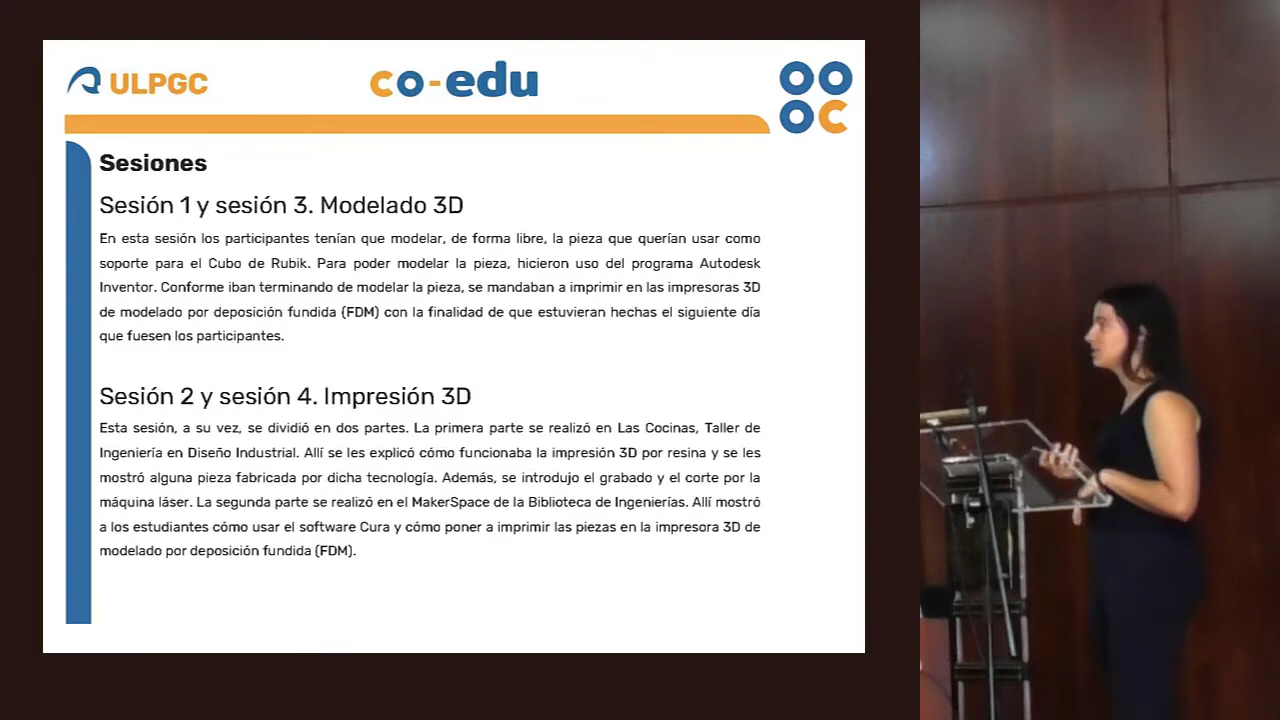 ULPGC
co-edu
Sesiones
Sesión 1 y sesión 3. Modelado 3D
En esta sesión los participantes tenían que modelar, de forma libre, la pieza que querían usar como
soporte para el Cubo de Rubik. Para poder modelar la pieza, hicieron uso del programa Autodesk
Inventor. Conforme iban terminando de modelar la pieza, se mandaban a imprimir en las impresoras 3D
de modelado por deposición fundida (FDM) con la finalidad de que estuvieran hechas el siguiente día
que fuesen los participantes.
Sesión 2 y sesión 4. Impresión 3D
Esta sesión, a su vez, se dividió en dos partes. La primera parte se realizó en Las Cocinas, Taller de
Ingeniería en Diseño Industrial. Allí se les explicó cómo funcionaba la impresión 3D por resina y se les
mostró alguna pieza fabricada por dicha tecnología. Además, se introdujo el grabado y el corte por la
máquina láser. La segunda parte se realizó en el MakerSpace de la Biblioteca de Ingenierías. Allí mostró
a los estudiantes cómo usar el software Cura y cómo poner a imprimir las piezas en la impresora 3D de
modelado por deposición fundida (FDM).